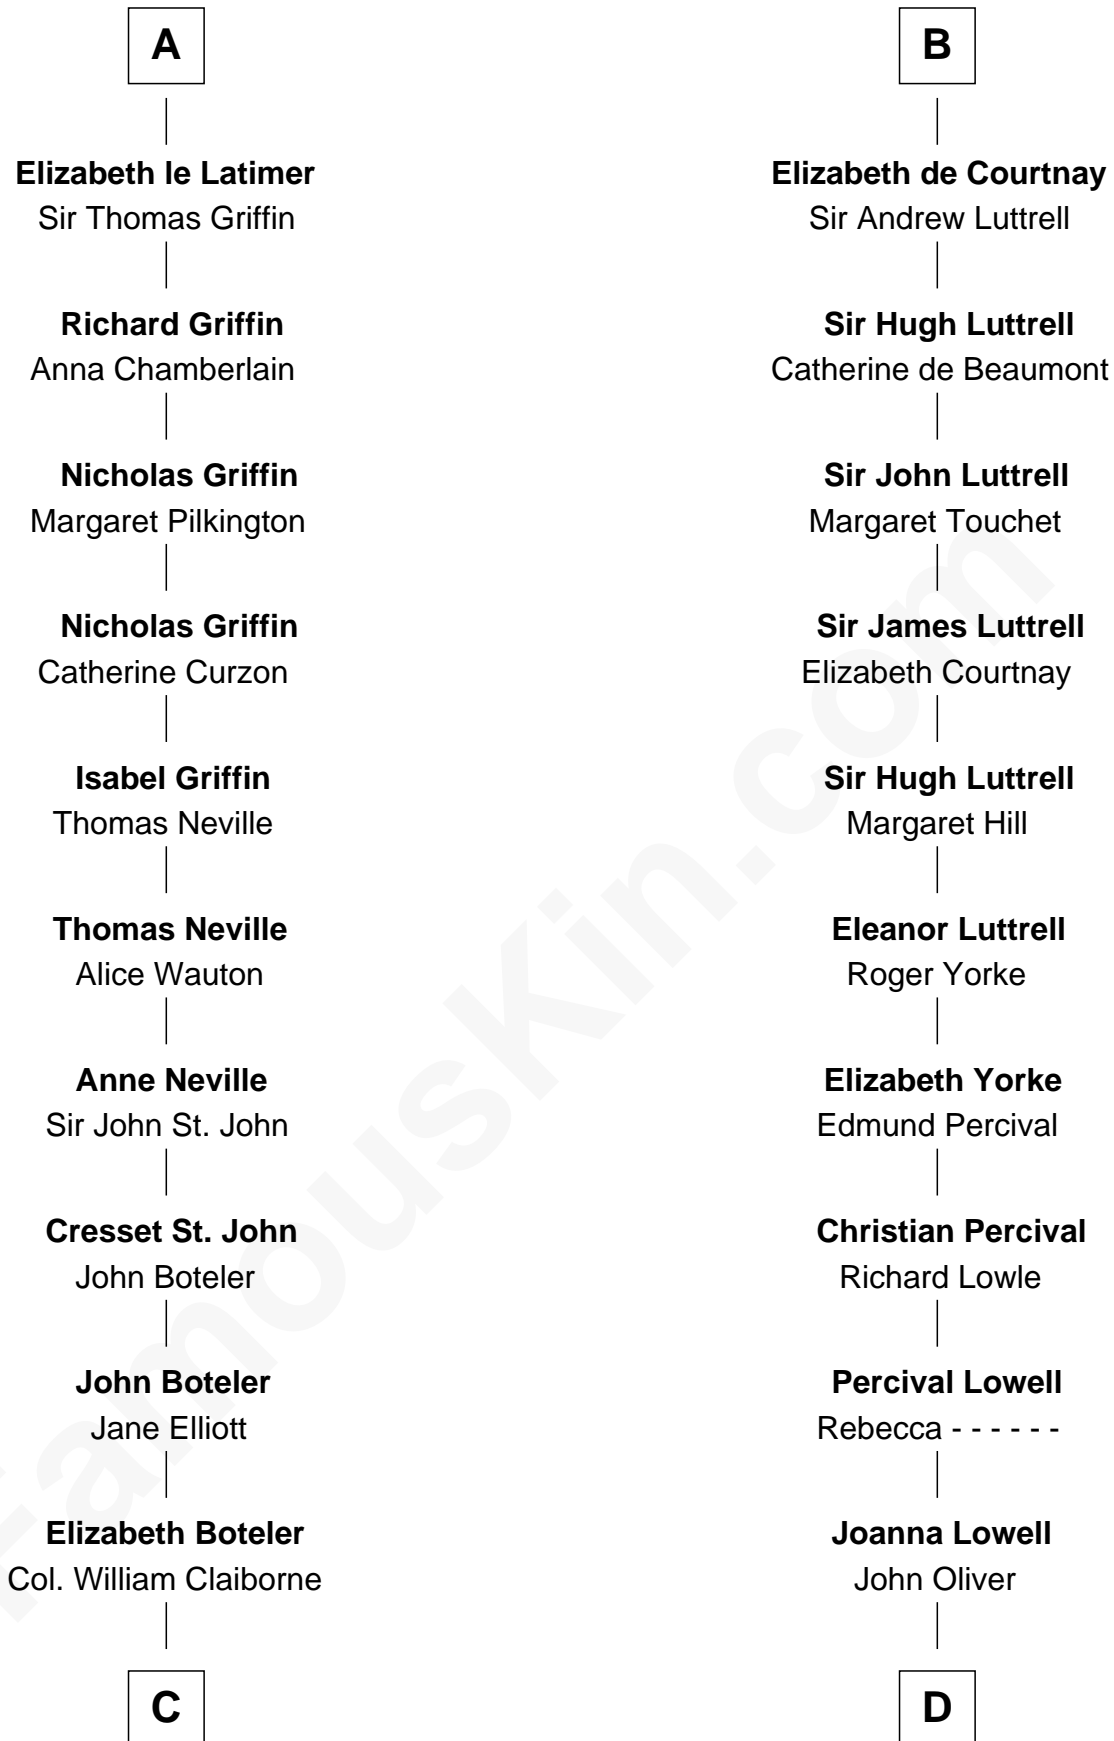 A
Elizabeth le Latimer
Sir Thomas Griffin
Richard Griffin
Anna Chamberlain
Nicholas Griffin
Margaret Pilkington
Nicholas Griffin
Catherine Curzon
Isabel Griffin
Thomas Neville
Thomas Neville
Alice Wauton
Anne Neville
Sir John St. John
Cresset St. John
John Boteler
John Boteler
Jane Elliott
Elizabeth Boteler
Col. William Claiborne
C
B
Elizabeth de Courtnay
Sir Andrew Luttrell
Sir Hugh Luttrell
Catherine de Beaumont
Sir John Luttrell
Margaret Touchet
Sir James Luttrell
Elizabeth Courtnay
Sir Hugh Luttrell
Margaret Hill
Eleanor Luttrell
Roger Yorke
Elizabeth Yorke
Edmund Percival
Christian Percival
Richard Lowle
Percival Lowell
Rebecca - - - - - -
Joanna Lowell
John Oliver
D
FamousKin.com